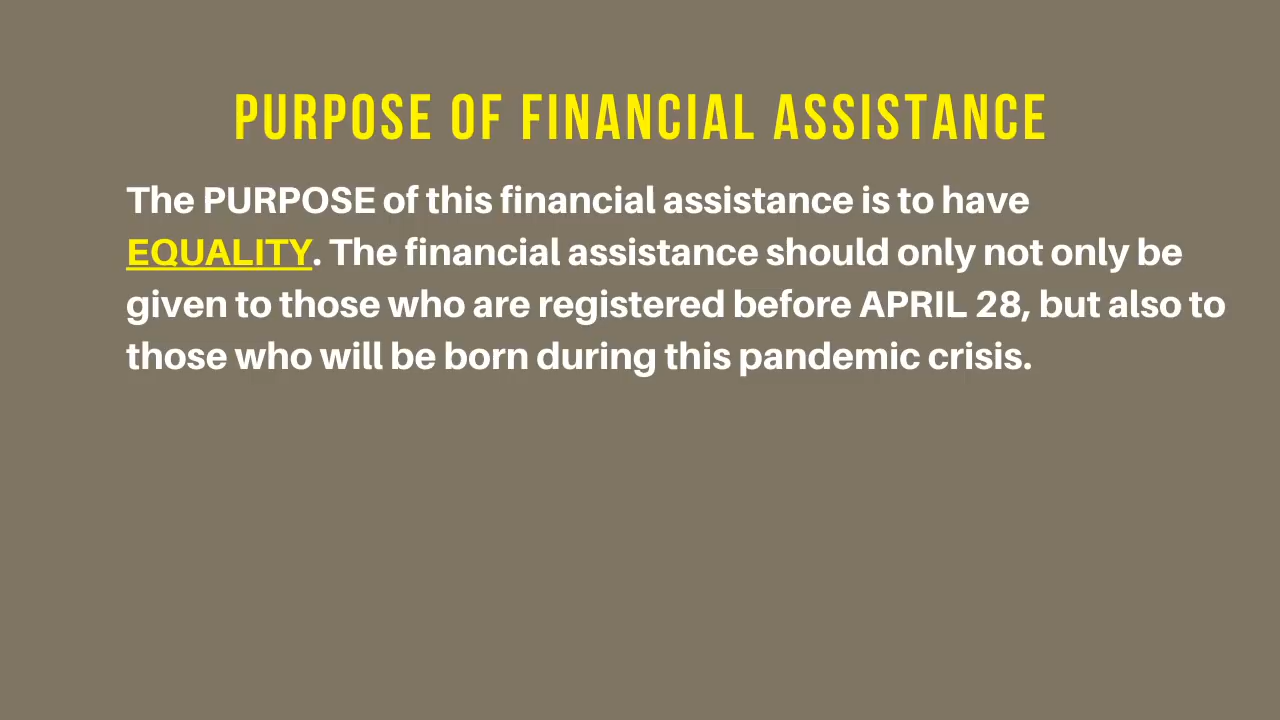 PURPOSE OF FINANCIAL ASSISTANCE
The PURPOSE of this financial assistance is to have
EQUALITY. The financial assistance should only not only be
given to those who are registered before APRIL 28, but also to
those who will be born during this pandemic crisis.